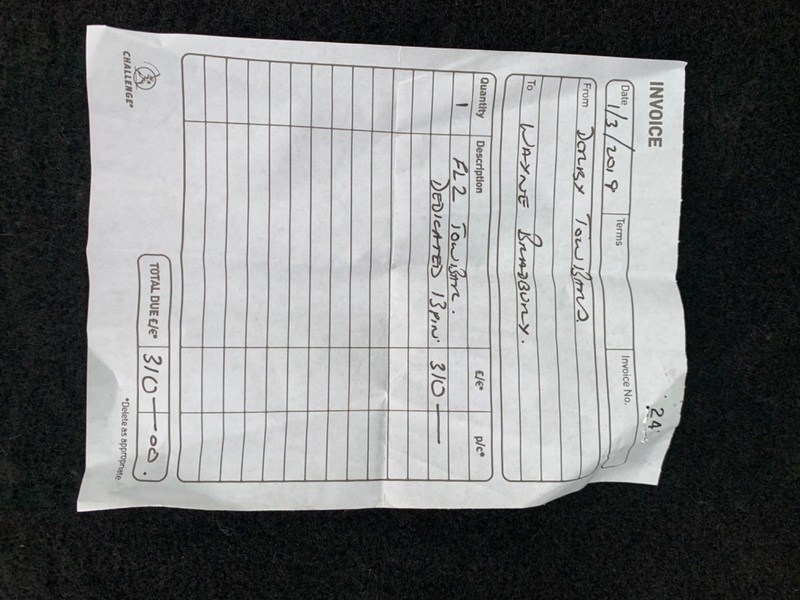 INVOICE
24
Date 1/3/2019 Terms Invoice No.
From DOLBY TOWBARS
To WAYNE BRADBURY.
Quantity Description £/€* p/c*
1 FL2 TOWBAR.
DEDICATED 13PIN 310 —
CHALLENGE®
TOTAL DUE £/€* 310 — 00.
*Delete as appropriate